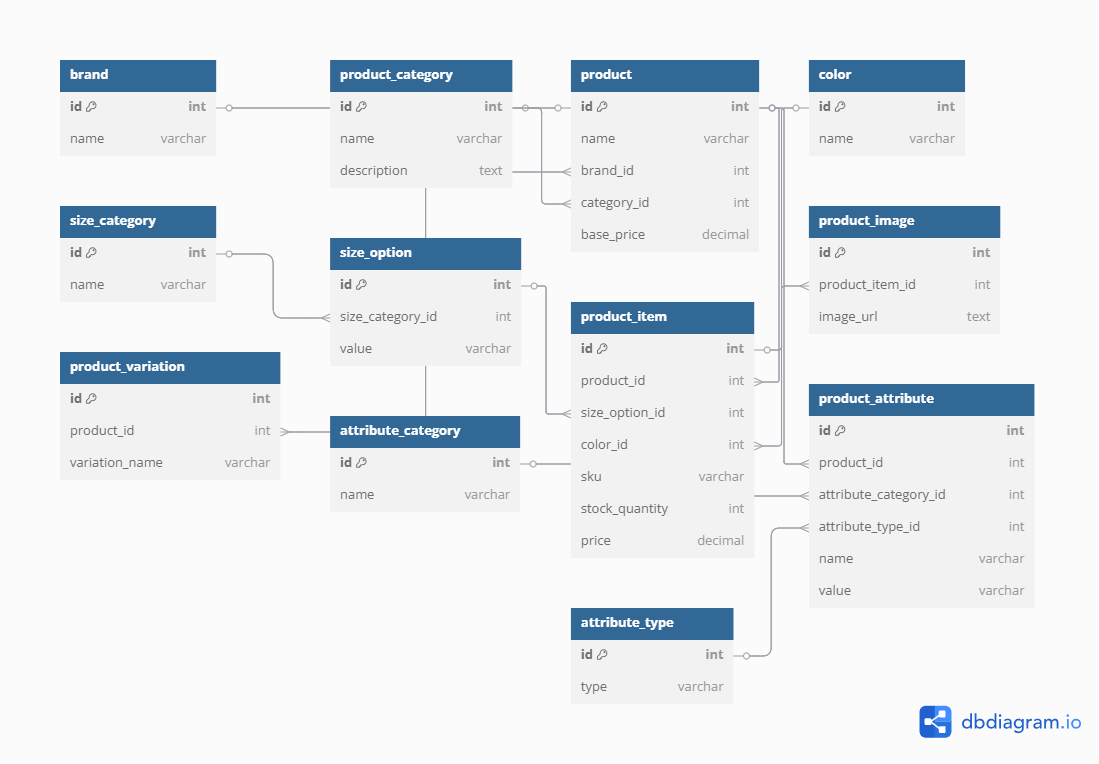 brand
id int
name varchar
product_category
id int
name varchar
description text
product
id int
name varchar
brand_id int
category_id int
base_price decimal
color
id int
name varchar
size_category
id int
name varchar
size_option
id int
size_category_id int
value varchar
product_image
id int
product_item_id int
image_url text
product_item
id int
product_id int
size_option_id int
color_id int
sku varchar
stock_quantity int
price decimal
product_variation
id int
product_id int
variation_name varchar
attribute_category
id int
name varchar
product_attribute
id int
product_id int
attribute_category_id int
attribute_type_id int
name varchar
value varchar
attribute_type
id int
type varchar
dbdiagram.io